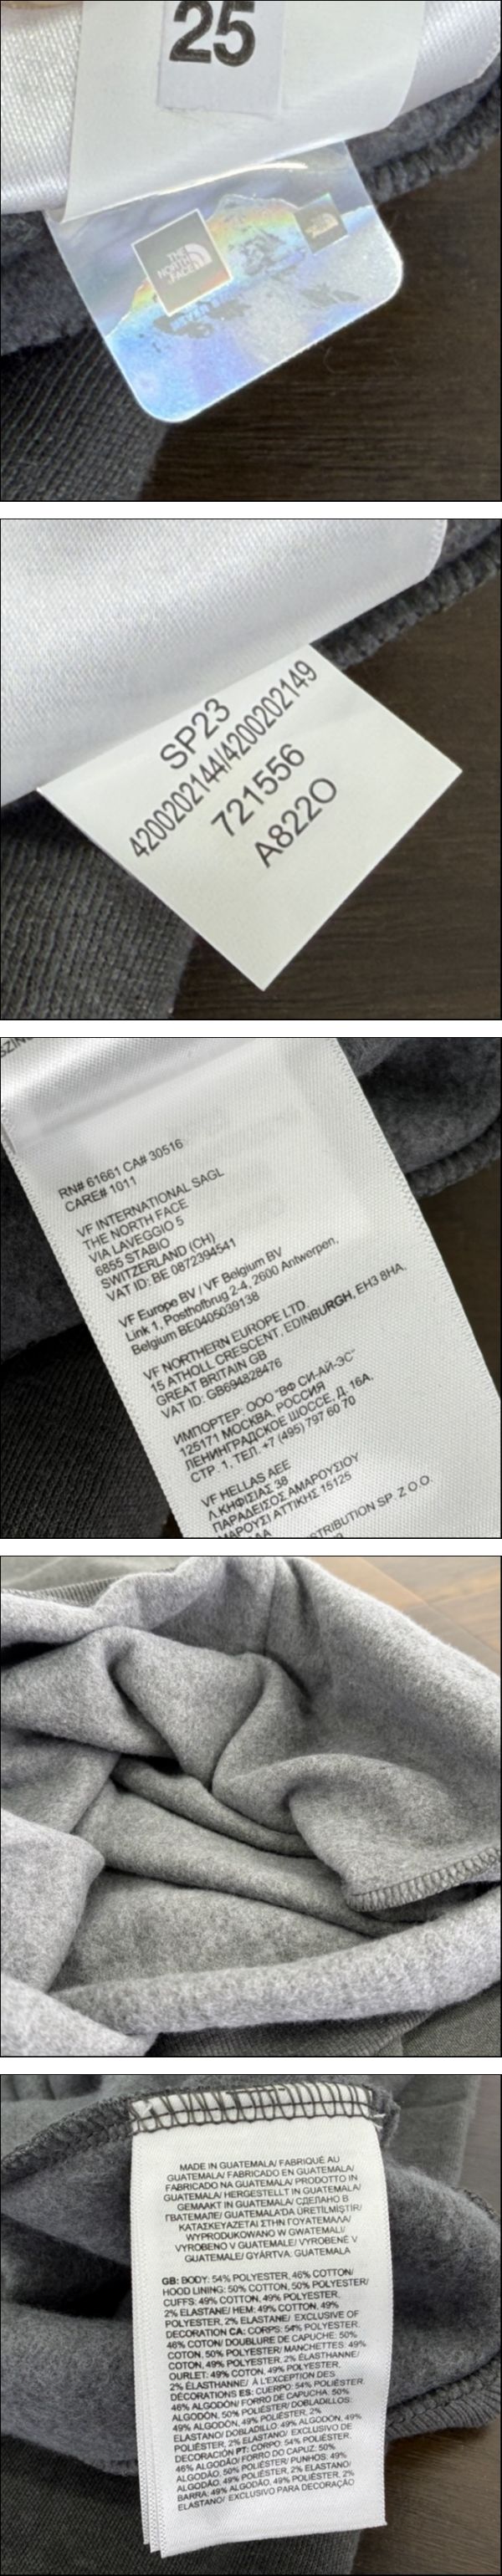 25
THE
NORTH
FACE
SP23
4200202144/4200202149
721556
A822O
RN# 61661 CA# 30516
CARE# 1011
VF INTERNATIONAL SAGL
THE NORTH FACE
VIA LAVEGGIO 5
6855 STABIO
SWITZERLAND (CH)
VAT ID: BE 0872394541
VF Europe BV / VF Belgium BV
Link 1, Posthofbrug 2-4, 2600 Antwerpen,
Belgium BE0405039138
VF NORTHERN EUROPE LTD
15 ATHOLL CRESCENT, EDINBURGH, EH3 8HA,
GREAT BRITAIN GB
VAT ID: GB694828476
ИМПОРТЕР: ООО "ВФ СИ-АЙ-ЭС"
125171 МОСКВА, РОССИЯ
ЛЕНИНГРАДСКОЕ ШОССЕ, Д. 16А,
СТР. 1, ТЕЛ. +7 (495) 797 60 70
VF HELLAS AEE
Λ.ΚΗΦΙΣΙΑΣ 38
ΠΑΡΑΔΕΙΣΟΣ ΑΜΑΡΟΥΣΙΟΥ
ΜΑΡΟΥΣΙ ΑΤΤΙΚΗΣ 15125
SP. Z O.O.
MADE IN GUATEMALA/ FABRIQUÉ AU
GUATEMALA/ FABRICADO EN GUATEMALA/
FABRICADO NA GUATEMALA/ PRODOTTO IN
GUATEMALA/ HERGESTELLT IN GUATEMALA/
GEMAAKT IN GUATEMALA/ СДЕЛАНО В
ГВАТЕМАЛЕ/ GUATEMALA'DA ÜRETİLMİŞTİR/
ΚΑΤΑΣΚΕΥΑΖΕΤΑΙ ΣΤΗΝ ΓΟΥΑΤΕΜΑΛΑ/
WYPRODUKOWANO W GWATEMALI/
VYROBENO V GUATEMALE/ VYROBENÉ V
GUATEMALE/ GYÁRTVA: GUATEMALA
GB: BODY: 54% POLYESTER, 46% COTTON/
HOOD LINING: 50% COTTON, 50% POLYESTER/
CUFFS: 49% COTTON, 49% POLYESTER,
2% ELASTANE/ HEM: 49% COTTON, 49%
POLYESTER, 2% ELASTANE/ EXCLUSIVE OF
DECORATION CA: CORPS: 54% POLYESTER,
46% COTON/ DOUBLURE DE CAPUCHE: 50%
COTON, 50% POLYESTER/ MANCHETTES: 49%
COTON, 49% POLYESTER, 2% ÉLASTHANNE/
OURLET: 49% COTON, 49% POLYESTER,
2% ÉLASTHANNE/ À L'EXCEPTION DES
DÉCORATIONS ES: CUERPO: 54% POLIÉSTER,
46% ALGODÓN/ FORRO DE CAPUCHA: 50%
ALGODÓN, 50% POLIÉSTER/ DOBLADILLOS:
49% ALGODÓN, 49% POLIÉSTER, 2%
ELASTANO/ DOBLADILLO: 49% ALGODÓN, 49%
POLIÉSTER, 2% ELASTANO/ EXCLUSIVO DE
DECORACIÓN PT: CORPO: 54% POLIÉSTER,
46% ALGODÃO/ FORRO DO CAPUZ: 50%
ALGODÃO, 50% POLIÉSTER/ PUNHOS: 49%
ALGODÃO, 49% POLIÉSTER, 2% ELASTANO/
BARRA: 49% ALGODÃO, 49% POLIÉSTER, 2%
ELASTANO/ EXCLUSIVO PARA DECORAÇÃO